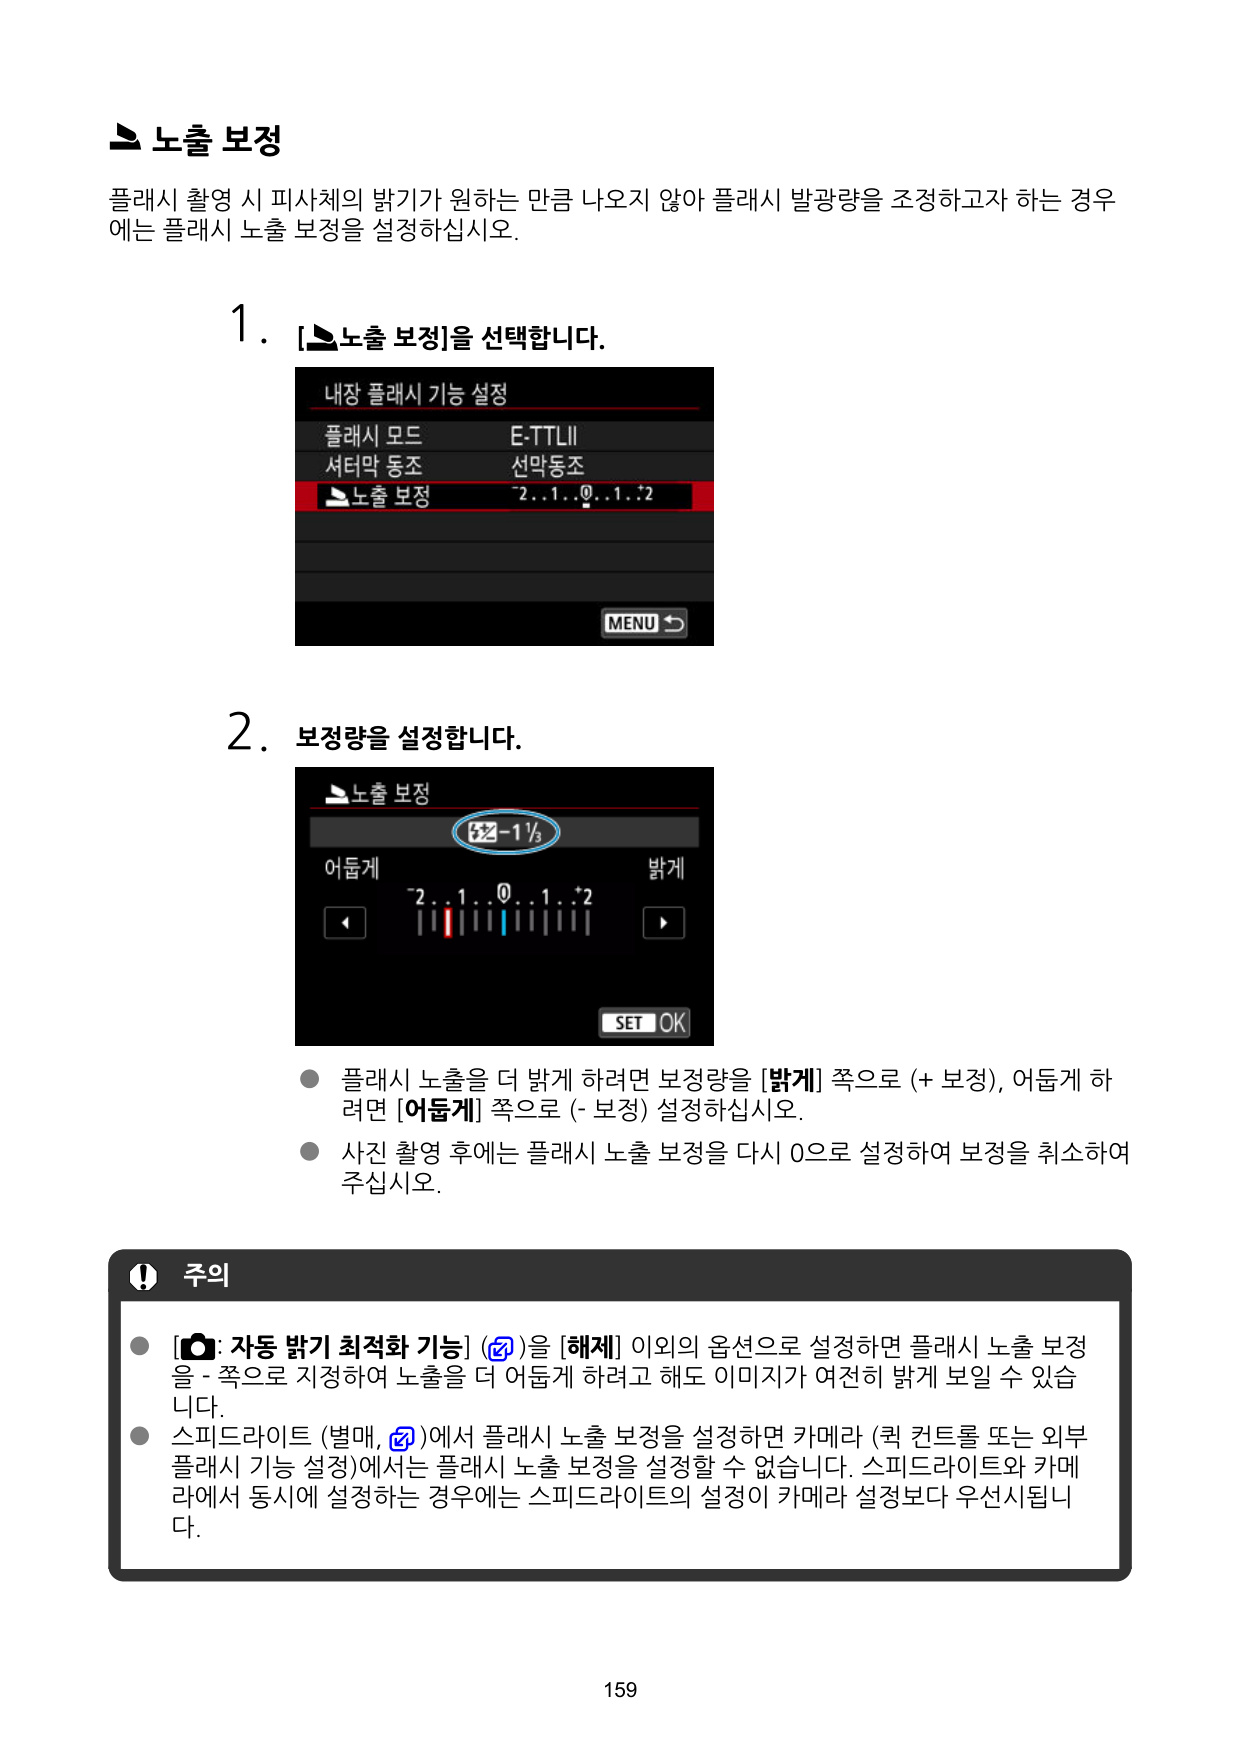 노출 보정
플래시 촬영 시 피사체의 밝기가 원하는 만큼 나오지 않아 플래시 발광량을 조정하고자 하는 경우
에는 플래시 노출 보정을 설정하십시오.
1. [노출 보정]을 선택합니다.
내장 플래시 기능 설정
플래시 모드 E-TTLII
셔터막 동조 선막동조
노출 보정 -2..1..0..1..+2
MENU
2. 보정량을 설정합니다.
노출 보정
-1 1/3
어둡게 밝게
-2..1..0..1..+2
SET OK
● 플래시 노출을 더 밝게 하려면 보정량을 [밝게] 쪽으로 (+ 보정), 어둡게 하
려면 [어둡게] 쪽으로 (- 보정) 설정하십시오.
● 사진 촬영 후에는 플래시 노출 보정을 다시 0으로 설정하여 보정을 취소하여
주십시오.
주의
● [: 자동 밝기 최적화 기능] ()을 [해제] 이외의 옵션으로 설정하면 플래시 노출 보정
을 - 쪽으로 지정하여 노출을 더 어둡게 하려고 해도 이미지가 여전히 밝게 보일 수 있습
니다.
● 스피드라이트 (별매, )에서 플래시 노출 보정을 설정하면 카메라 (퀵 컨트롤 또는 외부
플래시 기능 설정)에서는 플래시 노출 보정을 설정할 수 없습니다. 스피드라이트와 카메
라에서 동시에 설정하는 경우에는 스피드라이트의 설정이 카메라 설정보다 우선시됩니
다.
159